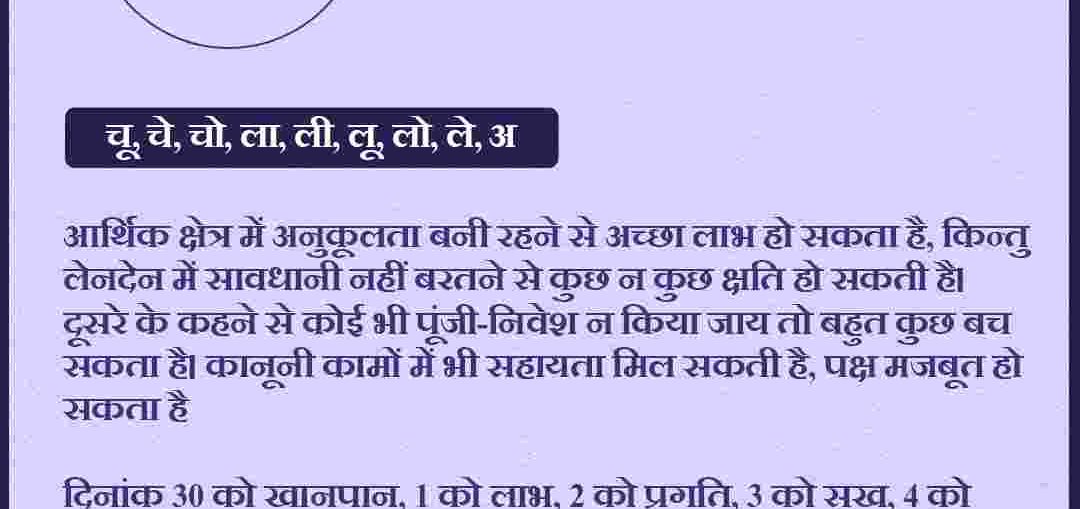 चू, चे, चो, ला, ली, लू, लो, ले, अ
आर्थिक क्षेत्र में अनुकूलता बनी रहने से अच्छा लाभ हो सकता है, किन्तु
लेनदेन में सावधानी नहीं बरतने से कुछ न कुछ क्षति हो सकती है।
दूसरे के कहने से कोई भी पूंजी-निवेश न किया जाय तो बहुत कुछ बच
सकता है। कानूनी कामों में भी सहायता मिल सकती है, पक्ष मजबूत हो
सकता है
दिनांक 30 को खानपान, 1 को लाभ, 2 को प्रगति, 3 को सुख, 4 को